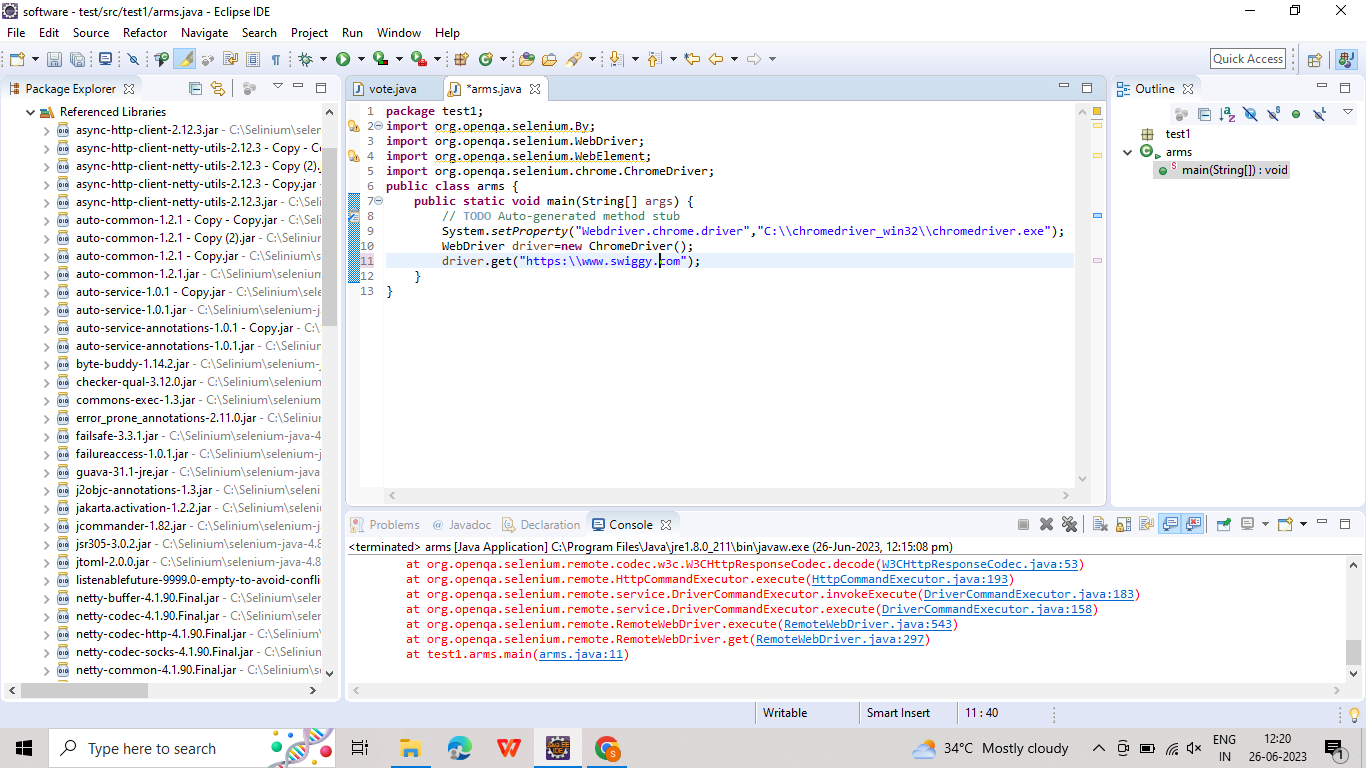 software - test/src/test1/arms.java - Eclipse IDE
File Edit Source Refactor Navigate Search Project Run Window Help
Quick Access
Package Explorer
Referenced Libraries
async-http-client-2.12.3.jar - C:\Selinium\selen
async-http-client-netty-utils-2.12.3 - Copy - C
async-http-client-netty-utils-2.12.3 - Copy (2).
async-http-client-netty-utils-2.12.3 - Copy.jar -
async-http-client-netty-utils-2.12.3.jar - C:\Seli
auto-common-1.2.1 - Copy - Copy.jar - C:\Selin
auto-common-1.2.1 - Copy (2).jar - C:\Selinium
auto-common-1.2.1.jar - C:\Selinium\selenium
auto-service-1.0.1 - Copy.jar - C:\Selinium\sele
auto-service-1.0.1.jar - C:\Selinium\selenium-j
auto-service-annotations-1.0.1 - Copy.jar - C:\
auto-service-annotations-1.0.1.jar - C:\Seliniun
byte-buddy-1.14.2.jar - C:\Selinium\selenium-
checker-qual-3.12.0.jar - C:\Selinium\selenium
commons-exec-1.3.jar - C:\Selinium\selenium-
error_prone_annotations-2.11.0.jar - C:\Seliniur
failsafe-3.3.1.jar - C:\Selinium\selenium-java-4
failureaccess-1.0.1.jar - C:\Selinium\selenium-j
guava-31.1-jre.jar - C:\Selinium\selenium-java
j2objc-annotations-1.3.jar - C:\Selinium\seleni
jakarta.activation-1.2.2.jar - C:\Selinium\seleni
jcommander-1.82.jar - C:\Selinium\selenium-j
jsr305-3.0.2.jar - C:\Selinium\selenium-java-4.8
jtoml-2.0.0.jar - C:\Selinium\selenium-java-4.8
listenablefuture-9999.0-empty-to-avoid-confli
netty-buffer-4.1.90.Final.jar - C:\Selinium\sele
netty-codec-4.1.90.Final.jar - C:\Selinium\sele
netty-codec-http-4.1.90.Final.jar - C:\Selinium
netty-codec-socks-4.1.90.Final.jar - C:\Seliniun
netty-common-4.1.90.Final.jar - C:\Selinium\s
vote.java *arms.java
1 package test1;
2 import org.openqa.selenium.By;
3 import org.openqa.selenium.WebDriver;
4 import org.openqa.selenium.WebElement;
5 import org.openqa.selenium.chrome.ChromeDriver;
6 public class arms {
7 public static void main(String[] args) {
8 // TODO Auto-generated method stub
9 System.setProperty("Webdriver.chrome.driver","C:\\chromedriver_win32\\chromedriver.exe");
10 WebDriver driver=new ChromeDriver();
11 driver.get("https:\\www.swiggy.com");
12 }
13 }
Outline
test1
arms
main(String[]) : void
Problems @ Javadoc Declaration Console
<terminated> arms [Java Application] C:\Program Files\Java\jre1.8.0_211\bin\javaw.exe (26-Jun-2023, 12:15:08 pm)
at org.openqa.selenium.remote.codec.w3c.W3CHttpResponseCodec.decode(W3CHttpResponseCodec.java:53)
at org.openqa.selenium.remote.HttpCommandExecutor.execute(HttpCommandExecutor.java:193)
at org.openqa.selenium.remote.service.DriverCommandExecutor.invokeExecute(DriverCommandExecutor.java:183)
at org.openqa.selenium.remote.service.DriverCommandExecutor.execute(DriverCommandExecutor.java:158)
at org.openqa.selenium.remote.RemoteWebDriver.execute(RemoteWebDriver.java:543)
at org.openqa.selenium.remote.RemoteWebDriver.get(RemoteWebDriver.java:297)
at test1.arms.main(arms.java:11)
Writable Smart Insert 11 : 40
Type here to search
34°C Mostly cloudy
ENG
IN
12:20
26-06-2023
1